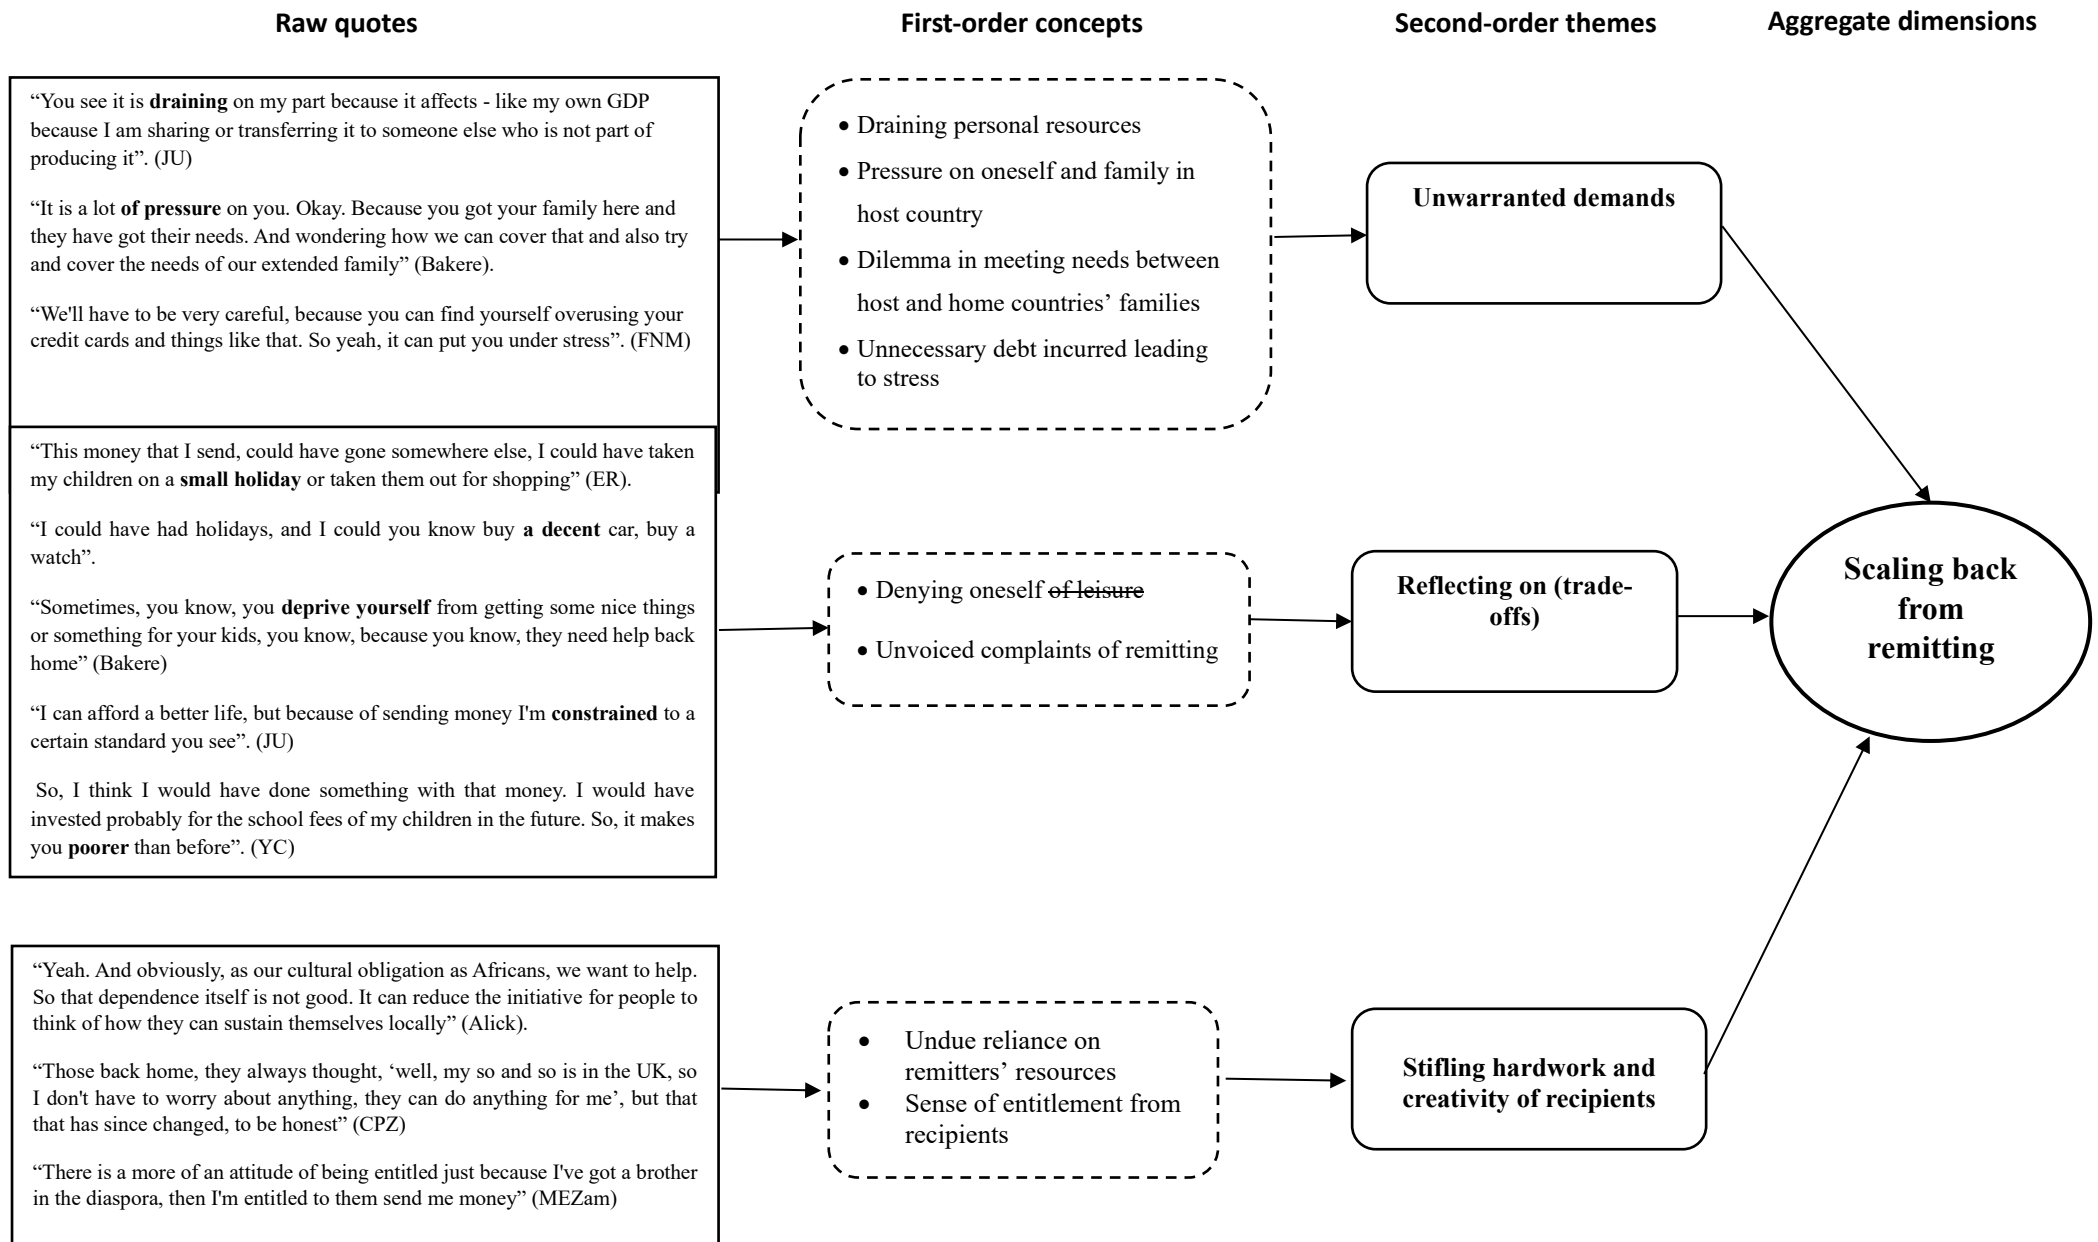 Raw quotes
First-order concepts
Second-order themes
Aggregate dimensions
“You see it is draining on my part because it affects - like my own GDP
because I am sharing or transferring it to someone else who is not part of
producing it”. (JU)
“It is a lot of pressure on you. Okay. Because you got your family here and
they have got their needs. And wondering how we can cover that and also try
and cover the needs of our extended family” (Bakere).
“We'll have to be very careful, because you can find yourself overusing your
credit cards and things like that. So yeah, it can put you under stress”. (FNM)
• Draining personal resources
• Pressure on oneself and family in
host country
• Dilemma in meeting needs between
host and home countries’ families
• Unnecessary debt incurred leading
to stress
Unwarranted demands
“This money that I send, could have gone somewhere else, I could have taken
my children on a small holiday or taken them out for shopping” (ER).
“I could have had holidays, and I could you know buy a decent car, buy a
watch”.
“Sometimes, you know, you deprive yourself from getting some nice things
or something for your kids, you know, because you know, they need help back
home” (Bakere)
“I can afford a better life, but because of sending money I'm constrained to a
certain standard you see”. (JU)
So, I think I would have done something with that money. I would have
invested probably for the school fees of my children in the future. So, it makes
you poorer than before”. (YC)
• Denying oneself of leisure
• Unvoiced complaints of remitting
Reflecting on (trade-
offs)
Scaling back
from
remitting
“Yeah. And obviously, as our cultural obligation as Africans, we want to help.
So that dependence itself is not good. It can reduce the initiative for people to
think of how they can sustain themselves locally” (Alick).
“Those back home, they always thought, ‘well, my so and so is in the UK, so
I don't have to worry about anything, they can do anything for me’, but that
that has since changed, to be honest” (CPZ)
“There is a more of an attitude of being entitled just because I've got a brother
in the diaspora, then I'm entitled to them send me money” (MEZam)
• Undue reliance on
remitters’ resources
• Sense of entitlement from
recipients
Stifling hardwork and
creativity of recipients